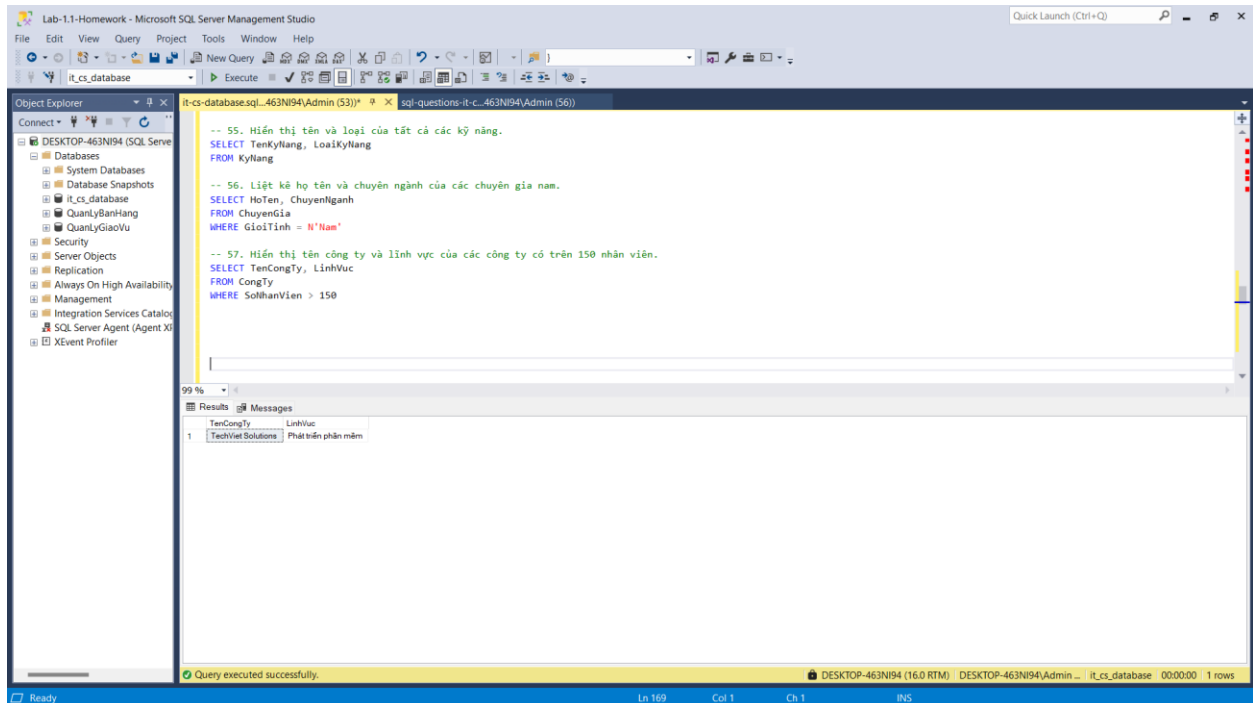 Lab-1.1-Homework - Microsoft SQL Server Management Studio
Quick Launch (Ctrl+Q)
File Edit View Query Project Tools Window Help
New Query
it_cs_database
Execute
Object Explorer
it-cs-database.sql...463NI94\Admin (53))*
sql-questions-it-c...463NI94\Admin (56))
Connect
DESKTOP-463NI94 (SQL Serve
Databases
System Databases
Database Snapshots
it_cs_database
QuanLyBanHang
QuanLyGiaoVu
Security
Server Objects
Replication
Always On High Availability
Management
Integration Services Catalog
SQL Server Agent (Agent XP
XEvent Profiler
-- 55. Hiển thị tên và loại của tất cả các kỹ năng.
SELECT TenKyNang, LoaiKyNang
FROM KyNang
-- 56. Liệt kê họ tên và chuyên ngành của các chuyên gia nam.
SELECT HoTen, ChuyenNganh
FROM ChuyenGia
WHERE GioiTinh = N'Nam'
-- 57. Hiển thị tên công ty và lĩnh vực của các công ty có trên 150 nhân viên.
SELECT TenCongTy, LinhVuc
FROM CongTy
WHERE SoNhanVien > 150
99 %
Results Messages
TenCongTy LinhVuc
1 TechViet Solutions Phát triển phần mềm
Query executed successfully.
DESKTOP-463NI94 (16.0 RTM) DESKTOP-463NI94\Admin ... it_cs_database 00:00:00 1 rows
Ready Ln 169 Col 1 Ch 1 INS